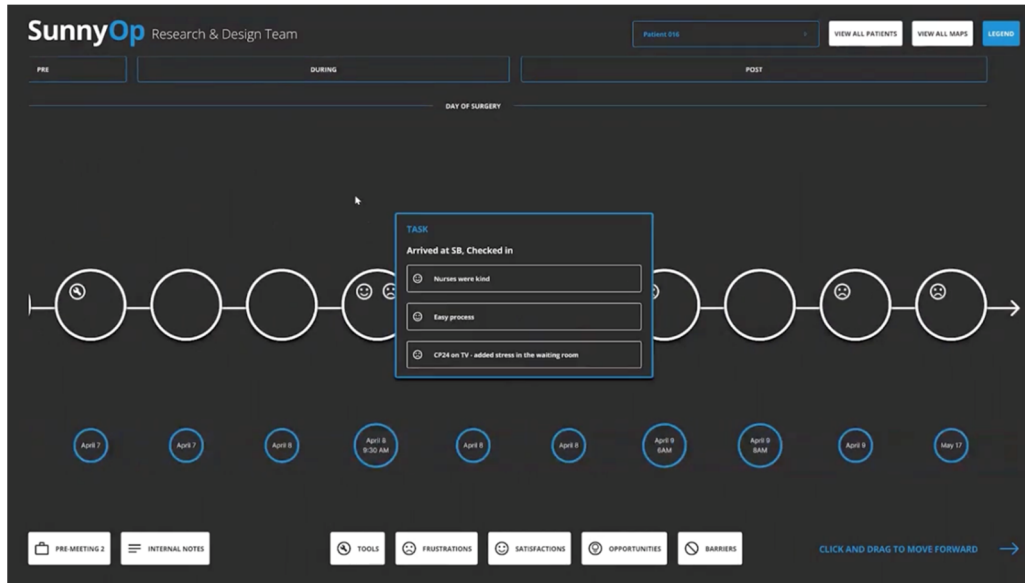 SunnyOp Research & Design Team
Patient 016
VIEW ALL PATIENTS
VIEW ALL MAPS
LEGEND
PRE
DURING
POST
DAY OF SURGERY
TASK
Arrived at SB, Checked in
Nurses were kind
Easy process
CP24 on TV - added stress in the waiting room
April 7
April 7
April 8
April 8
9:30 AM
April 8
April 8
April 9
6AM
April 9
8AM
April 9
May 17
PRE-MEETING 2
INTERNAL NOTES
TOOLS
FRUSTRATIONS
SATISFACTIONS
OPPORTUNITIES
BARRIERS
CLICK AND DRAG TO MOVE FORWARD